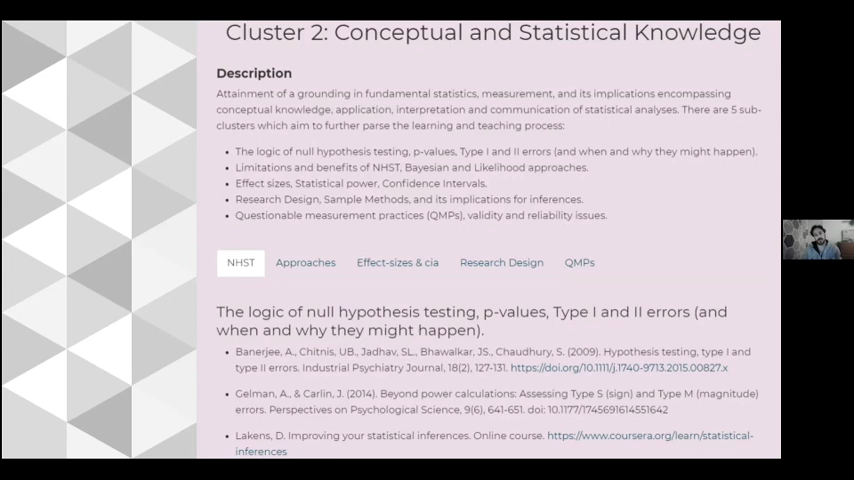 Cluster 2: Conceptual and Statistical Knowledge
Description
Attainment of a grounding in fundamental statistics, measurement, and its implications encompassing
conceptual knowledge, application, interpretation and communication of statistical analyses. There are 5 sub-
clusters which aim to further parse the learning and teaching process:
• The logic of null hypothesis testing, p-values, Type I and II errors (and when and why they might happen).
• Limitations and benefits of NHST, Bayesian and Likelihood approaches.
• Effect sizes, Statistical power, Confidence Intervals.
• Research Design, Sample Methods, and its implications for inferences.
• Questionable measurement practices (QMPs), validity and reliability issues.
NHST Approaches Effect-sizes & cia Research Design QMPs
The logic of null hypothesis testing, p-values, Type I and II errors (and
when and why they might happen).
• Banerjee, A., Chitnis, UB., Jadhav, SL., Bhawalkar, JS., Chaudhury, S. (2009). Hypothesis testing, type I and
type II errors. Industrial Psychiatry Journal, 18(2), 127-131. https://doi.org/10.1111/j.1740-9713.2015.00827.x
• Gelman, A., & Carlin, J. (2014). Beyond power calculations: Assessing Type S (sign) and Type M (magnitude)
errors. Perspectives on Psychological Science, 9(6), 641-651. doi: 10.1177/1745691614551642
• Lakens, D. Improving your statistical inferences. Online course. https://www.coursera.org/learn/statistical-
inferences